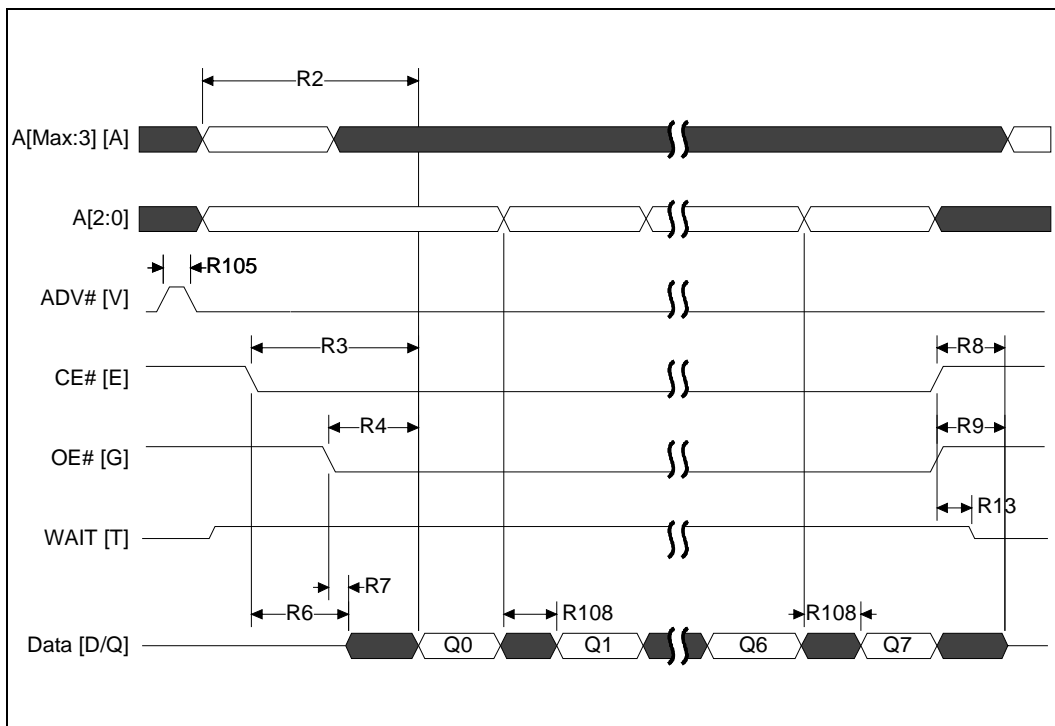 R2
A[Max:3] [A]
A[2:0]
R105
ADV# [V]
R3
R8
CE# [E]
R4
R9
OE# [G]
R13
WAIT [T]
R7
R6
R108
R108
Data [D/Q]
Q0
Q1
Q6
Q7